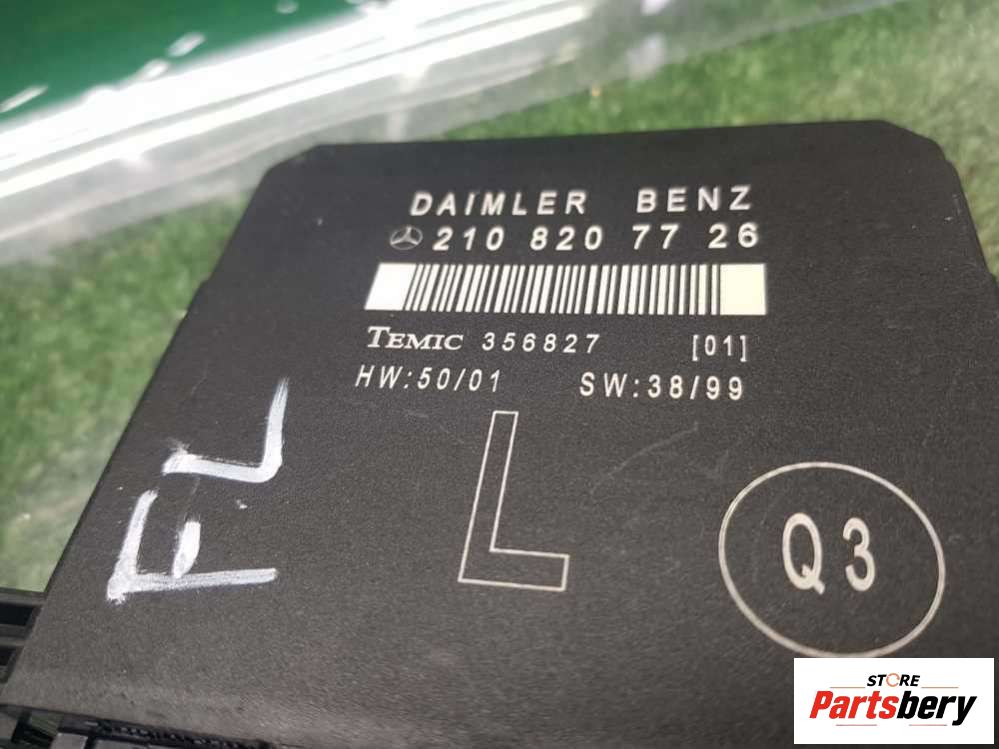 DAIMLER BENZ
210 820 77 26
TEMIC 356827 [01]
HW:50/01 SW:38/99
FL
L
Q3
STORE
Partsbery